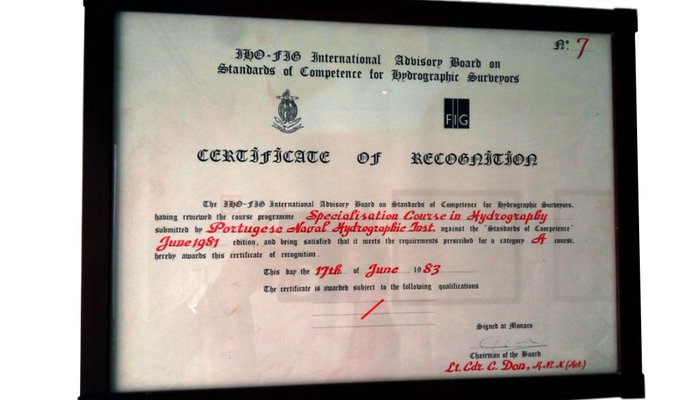 Nº 7
IHO-FIG International Advisory Board on
Standards of Competence for Hydrographic Surveyors
FIG
CERTIFICATE OF RECOGNITION
The IHO-FIG International Advisory Board on Standards of Competence for Hydrographic Surveyors,
having reviewed the course programme Specialisation Course in Hydrography
submitted by Portugese Naval Hydrographic Inst. against the "Standards of Competence"
June 1981 edition, and being satisfied that it meets the requirements prescribed for a category A course,
hereby awards this certificate of recognition.
This day the 17th of June 1983
The certificate is awarded subject to the following qualifications
/
Signed at Monaco
Chairman of the Board
Lt. Cdr. C. Don, R.N.L.N (Ret.)